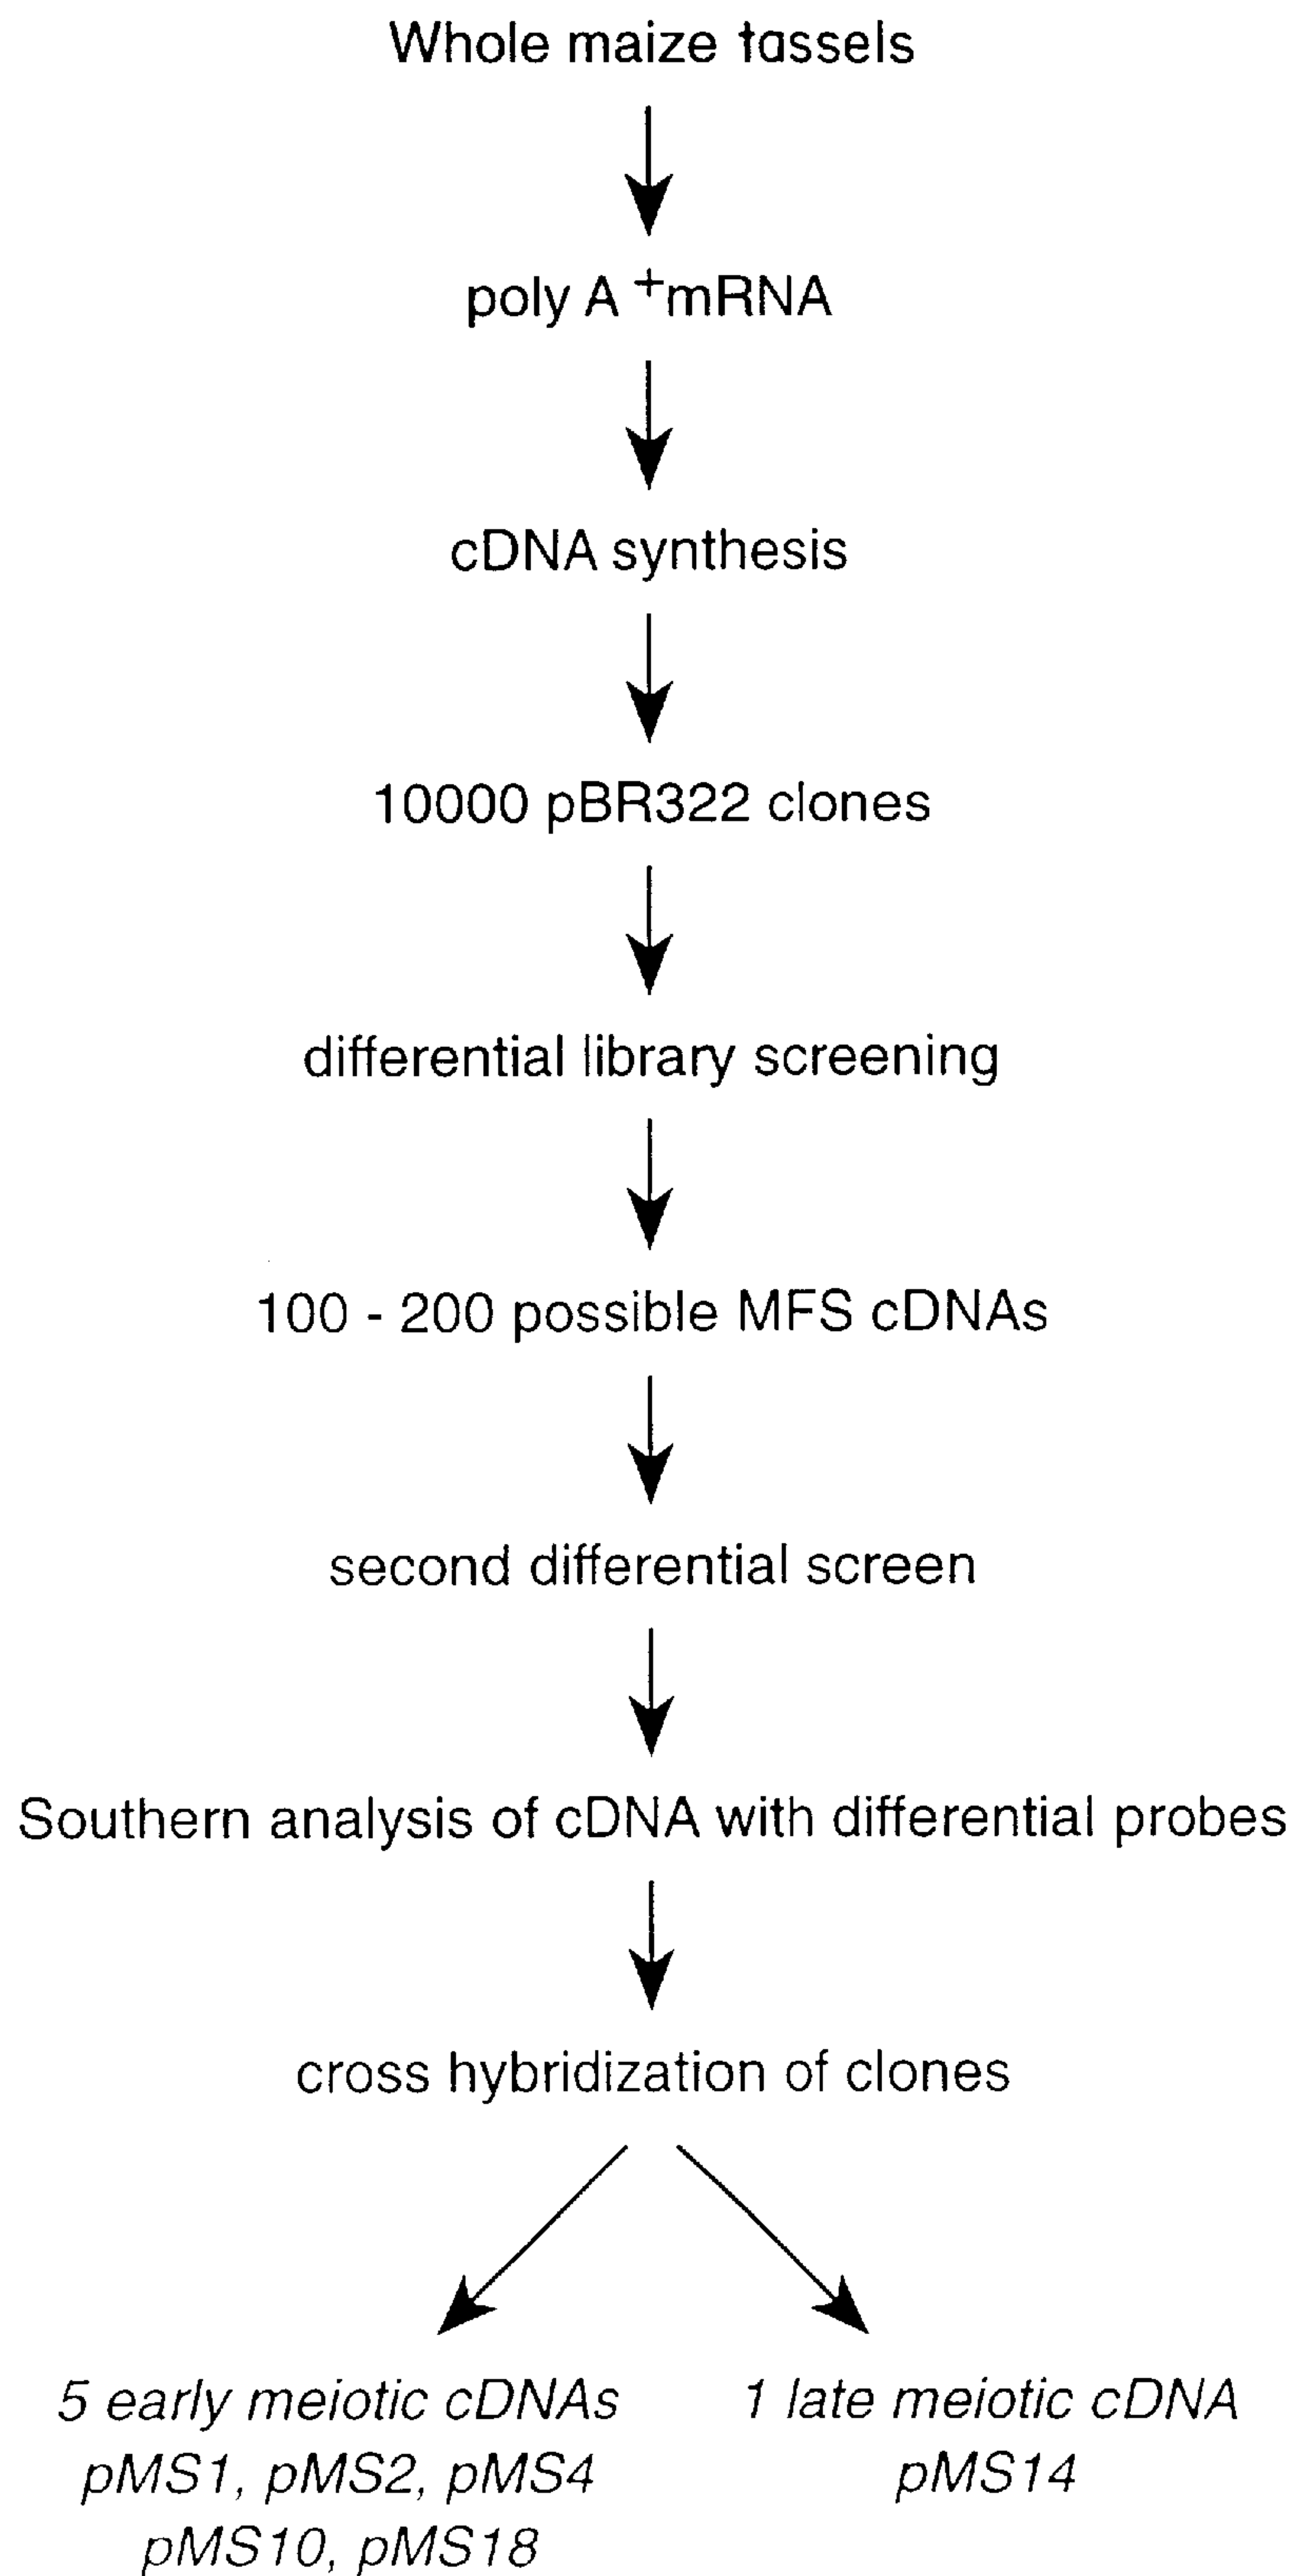 Whole maize tassels
poly A +mRNA
cDNA synthesis
10000 pBR322 clones
differential library screening
100 - 200 possible MFS cDNAs
second differential screen
Southern analysis of cDNA with differential probes
cross hybridization of clones
5 early meiotic cDNAs
pMS1, pMS2, pMS4
pMS10, pMS18
1 late meiotic cDNA
pMS14